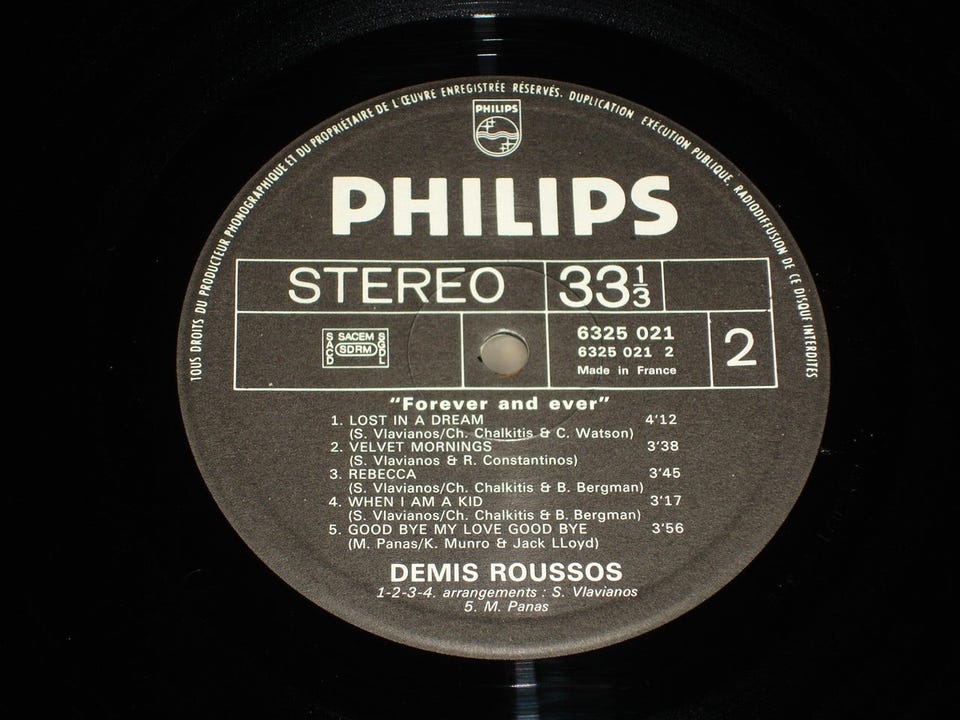 TOUS DROITS DU PRODUCTEUR PHONOGRAPHIQUE ET DU PROPRIÉTAIRE DE L'ŒUVRE ENREGISTRÉE RÉSERVÉS. DUPLICATION EXÉCUTION PUBLIQUE, RADIODIFFUSION DE CE DISQUE INTERDITES
PHILIPS
PHILIPS
STEREO 33 1/3
SACD SACEM SDRM SGDL
6325 021
6325 021 2
Made in France
2
"Forever and ever"
1. LOST IN A DREAM 4'12
(S. Vlavianos/Ch. Chalkitis & C. Watson)
2. VELVET MORNINGS 3'38
(S. Vlavianos & R. Constantinos)
3. REBECCA 3'45
(S. Vlavianos/Ch. Chalkitis & B. Bergman)
4. WHEN I AM A KID 3'17
(S. Vlavianos/Ch. Chalkitis & B. Bergman)
5. GOOD BYE MY LOVE GOOD BYE 3'56
(M. Panas/K. Munro & Jack LLoyd)
DEMIS ROUSSOS
1-2-3-4. arrangements : S. Vlavianos
5. M. Panas